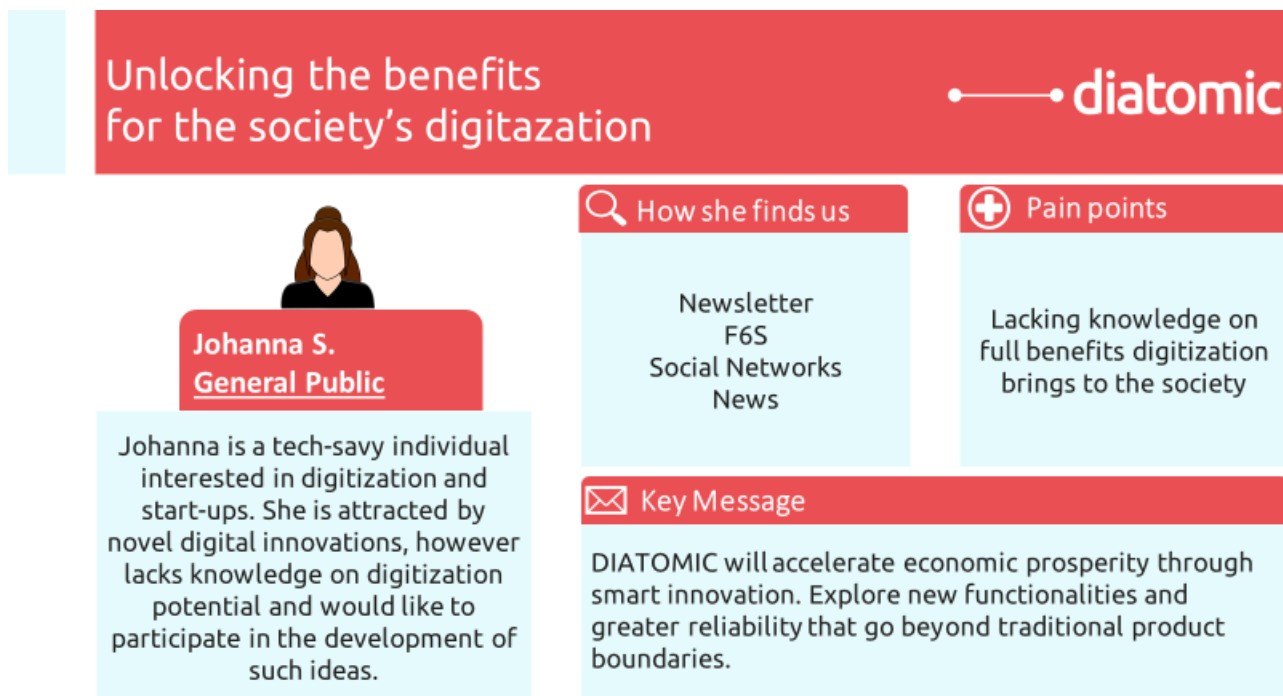 Unlocking the benefits
for the society's digitazation
diatomic
Johanna S.
General Public
Johanna is a tech-savy individual
interested in digitization and
start-ups. She is attracted by
novel digital innovations, however
lacks knowledge on digitization
potential and would like to
participate in the development of
such ideas.
How she finds us
Newsletter
F6S
Social Networks
News
Pain points
Lacking knowledge on
full benefits digitization
brings to the society
Key Message
DIATOMIC will accelerate economic prosperity through
smart innovation. Explore new functionalities and
greater reliability that go beyond traditional product
boundaries.